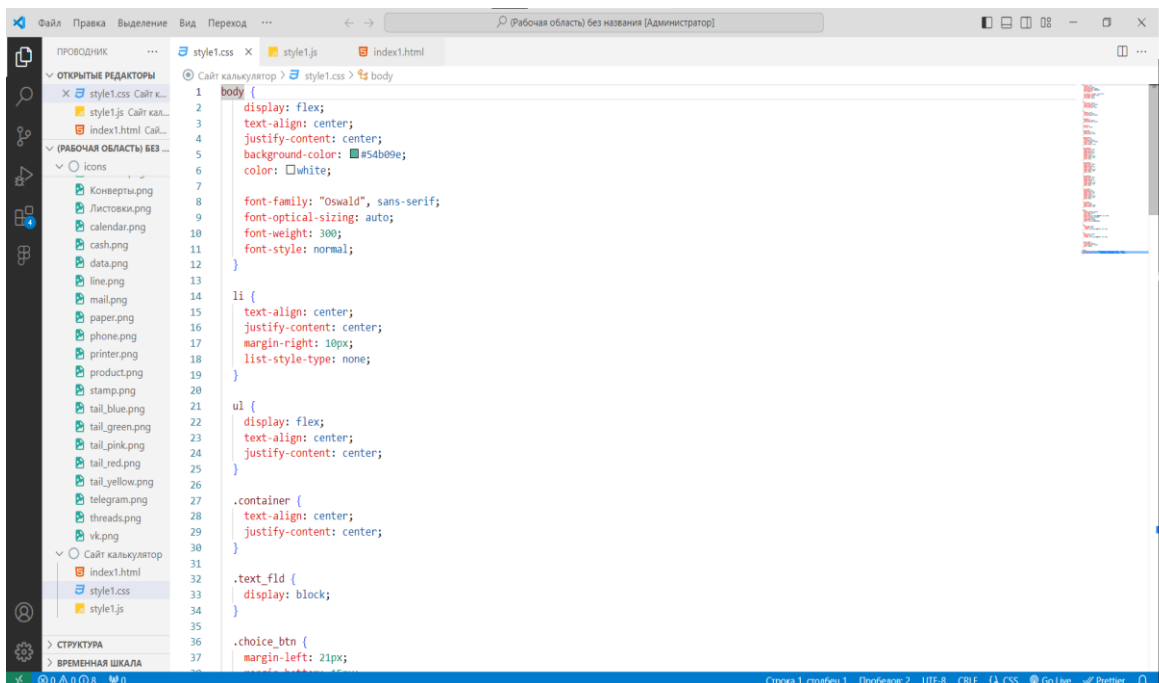 Файл Правка Выделение Вид Переход ···
(Рабочая область) без названия [Администратор]
ПРОВОДНИК ···
ОТКРЫТЫЕ РЕДАКТОРЫ
style1.css Сайт к...
style1.js Сайт кал...
index1.html Сай...
(РАБОЧАЯ ОБЛАСТЬ) БЕЗ ...
icons
Конверты.png
Листовки.png
calendar.png
cash.png
data.png
line.png
mail.png
paper.png
phone.png
printer.png
product.png
stamp.png
tail_blue.png
tail_green.png
tail_pink.png
tail_red.png
tail_yellow.png
telegram.png
threads.png
vk.png
Сайт калькулятор
index1.html
style1.css
style1.js
СТРУКТУРА
ВРЕМЕННАЯ ШКАЛА
4
style1.css style1.js index1.html
Сайт калькулятор > style1.css > body
1 body {
2 display: flex;
3 text-align: center;
4 justify-content: center;
5 background-color: #54b09e;
6 color: white;
7
8 font-family: "Oswald", sans-serif;
9 font-optical-sizing: auto;
10 font-weight: 300;
11 font-style: normal;
12 }
13
14 li {
15 text-align: center;
16 justify-content: center;
17 margin-right: 10px;
18 list-style-type: none;
19 }
20
21 ul {
22 display: flex;
23 text-align: center;
24 justify-content: center;
25 }
26
27 .container {
28 text-align: center;
29 justify-content: center;
30 }
31
32 .text_fld {
33 display: block;
34 }
35
36 .choice_btn {
37 margin-left: 21px;
0 0 0 8 0 Строка 1, столбец 1 Пробелов: 2 UTF-8 CRLF {} CSS Go Live Prettier